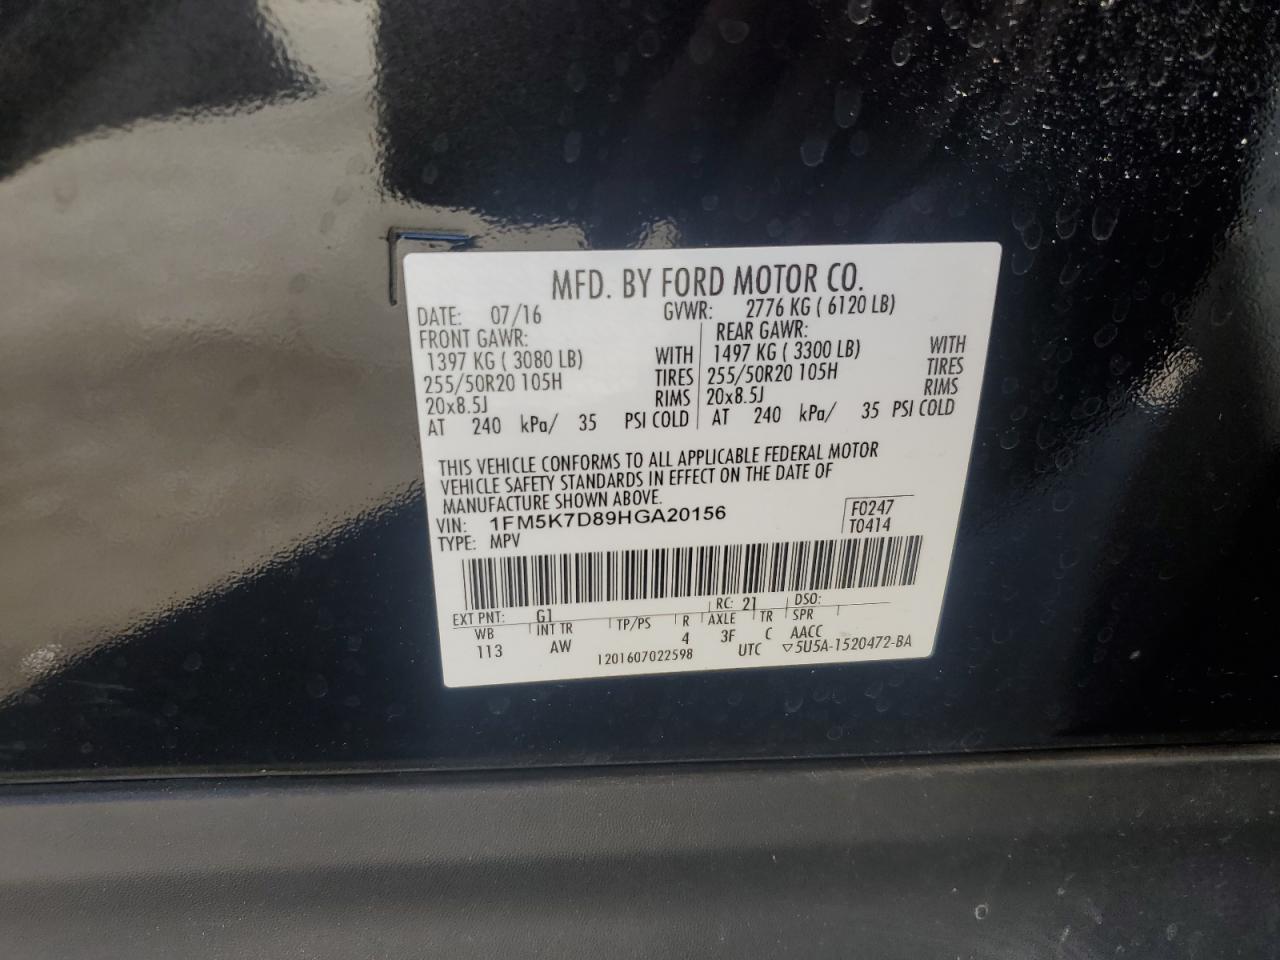 MFD. BY FORD MOTOR CO.
DATE: 07/16 GVWR: 2776 KG ( 6120 LB)
FRONT GAWR: REAR GAWR:
1397 KG ( 3080 LB) WITH 1497 KG ( 3300 LB) WITH
255/50R20 105H TIRES 255/50R20 105H TIRES
20x8.5J RIMS 20x8.5J RIMS
AT 240 kPa/ 35 PSI COLD AT 240 kPa/ 35 PSI COLD
THIS VEHICLE CONFORMS TO ALL APPLICABLE FEDERAL MOTOR
VEHICLE SAFETY STANDARDS IN EFFECT ON THE DATE OF
MANUFACTURE SHOWN ABOVE.
VIN: 1FM5K7D89HGA20156 F0247
TYPE: MPV T0414
EXT PNT: G1 RC: 21 DSO:
WB INT TR TP/PS R AXLE TR SPR
113 AW 4 3F C AACC
1201607022598 UTC ▽5U5A-1520472-BA